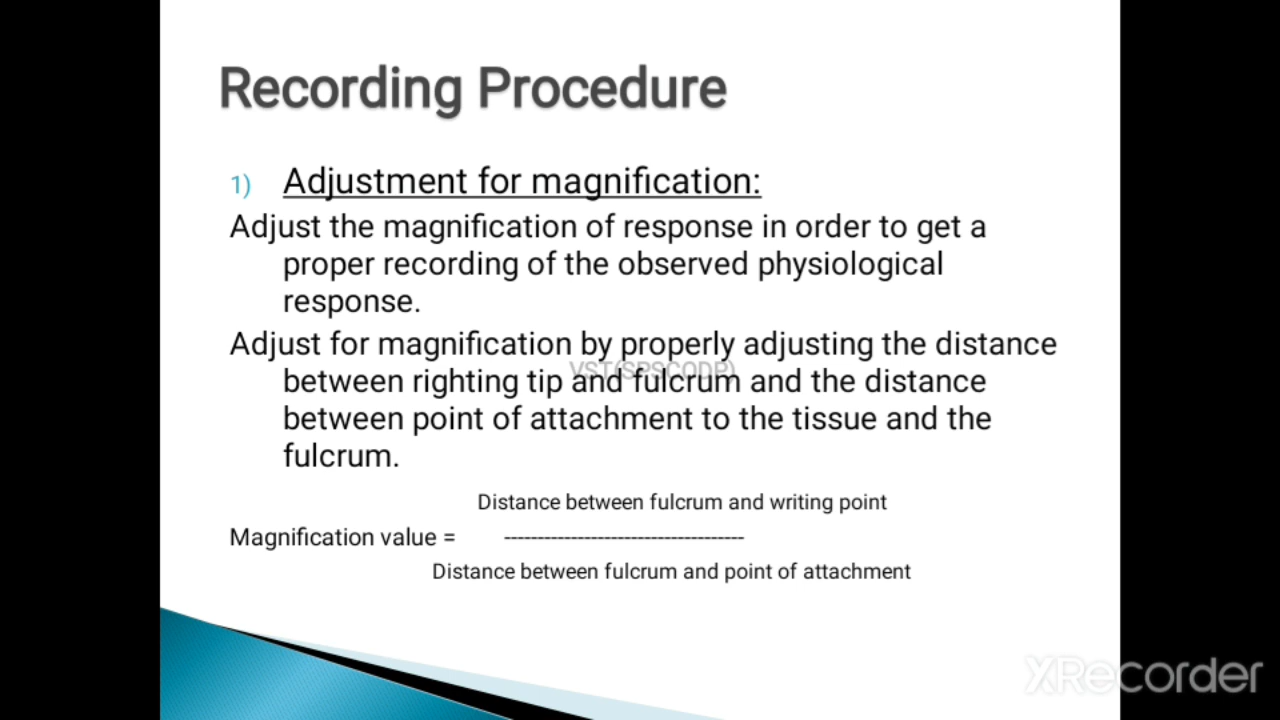 Recording Procedure
1) Adjustment for magnification:
Adjust the magnification of response in order to get a
proper recording of the observed physiological
response.
Adjust for magnification by properly adjusting the distance
VST(SPSCODP)
between righting tip and fulcrum and the distance
between point of attachment to the tissue and the
fulcrum.
Distance between fulcrum and writing point
Magnification value = ------------------------------------
Distance between fulcrum and point of attachment
XRecorder